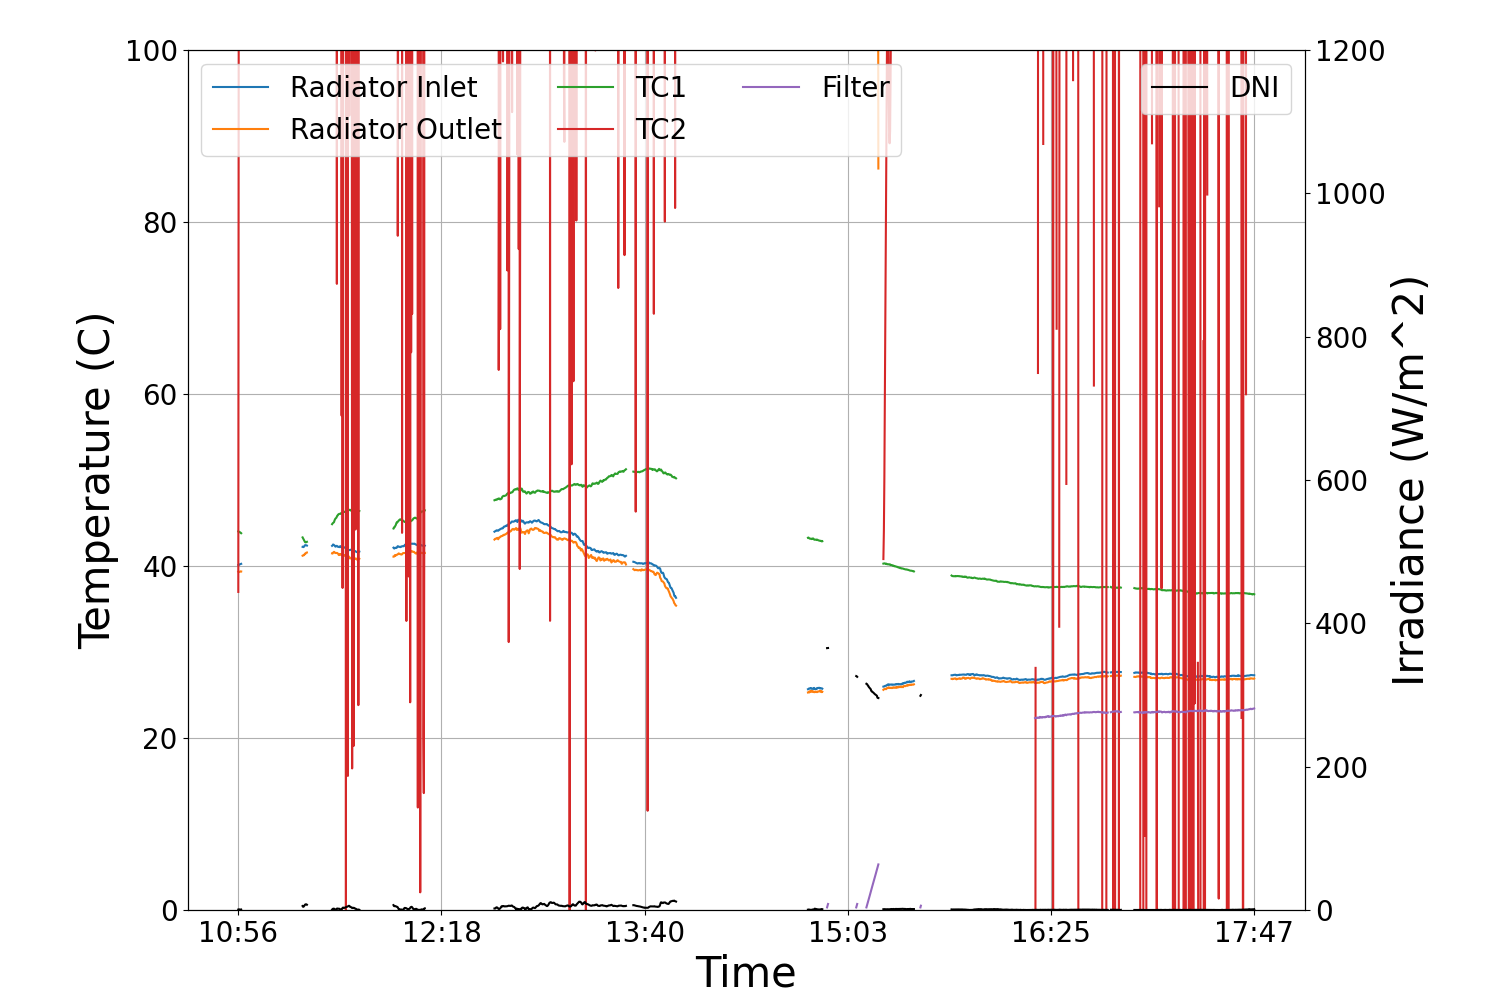 100
80
60
40
20
0
Temperature (C)
Radiator Inlet
Radiator Outlet
TC1
TC2
Filter
DNI
1200
1000
800
600
400
200
0
Irradiance (W/m^2)
10:56 12:18 13:40 15:03 16:25 17:47
Time